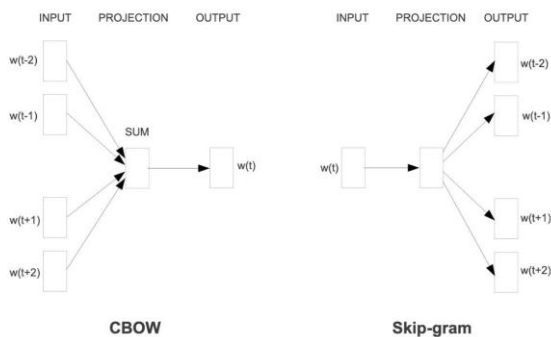 INPUT PROJECTION OUTPUT
w(t-2)
w(t-1)
SUM
w(t)
w(t+1)
w(t+2)
CBOW
INPUT PROJECTION OUTPUT
w(t-2)
w(t-1)
w(t)
w(t+1)
w(t+2)
Skip-gram